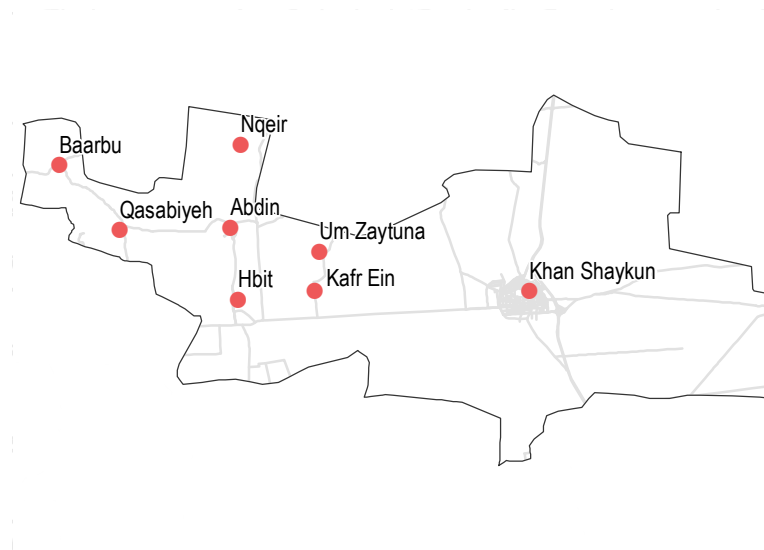 Nqeir
Baarbu
Qasabiyeh
Abdin
Um Zaytuna
Hbit
Kafr Ein
Khan Shaykun